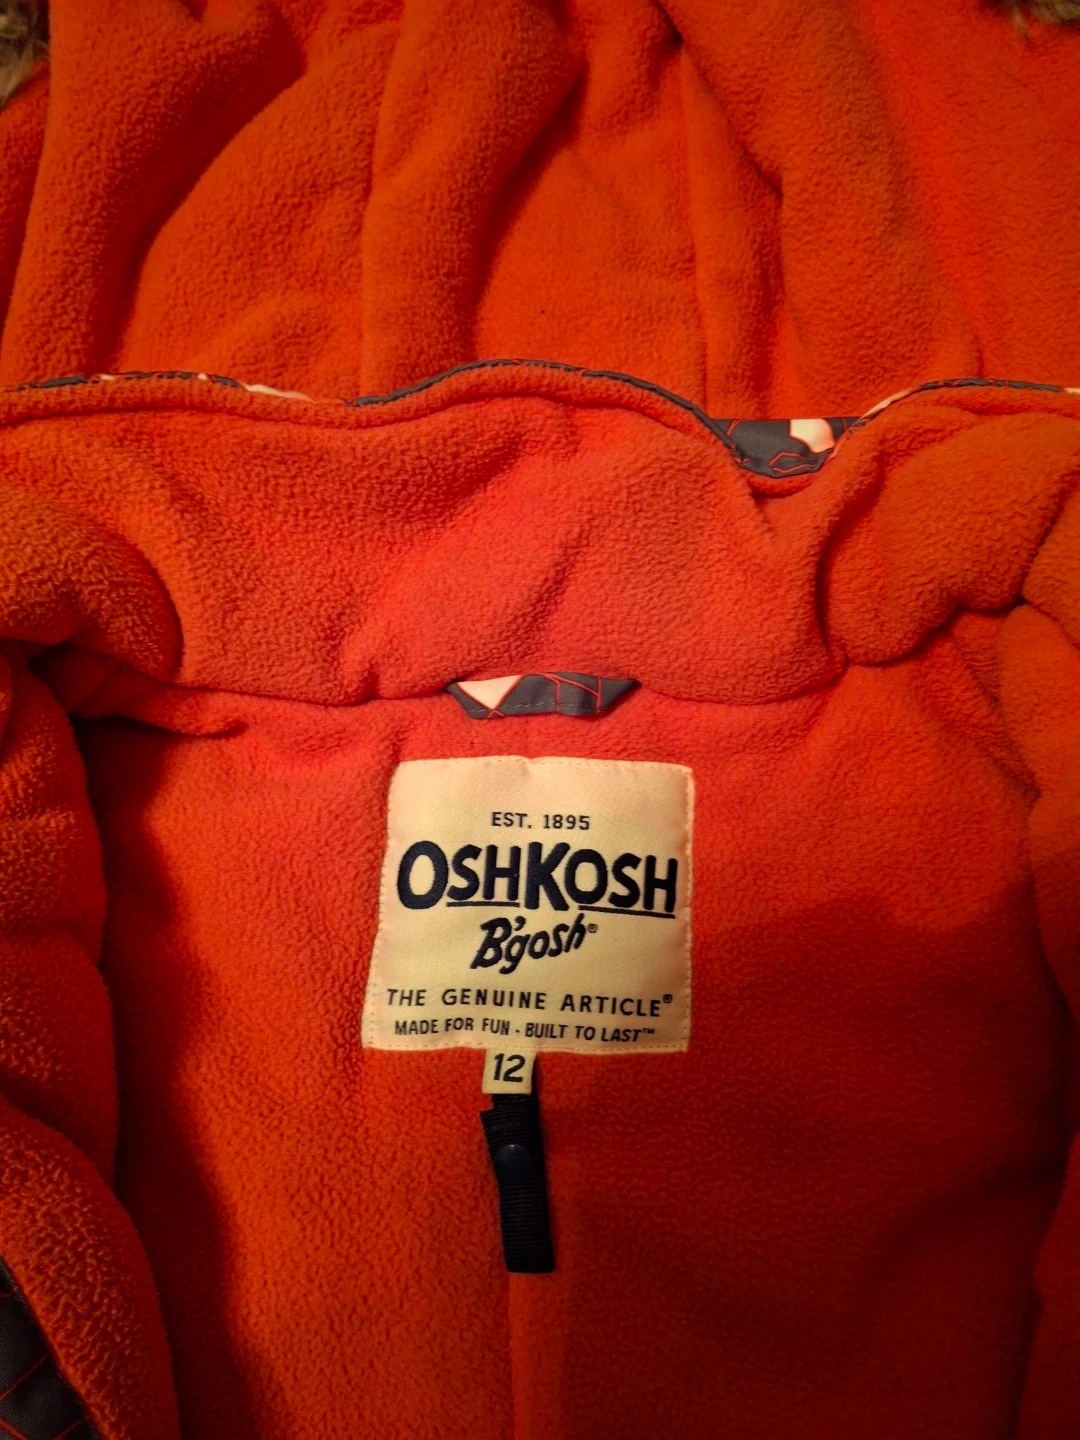 EST. 1895
OSHKOSH
B'gosh®
THE GENUINE ARTICLE®
MADE FOR FUN · BUILT TO LAST™
12